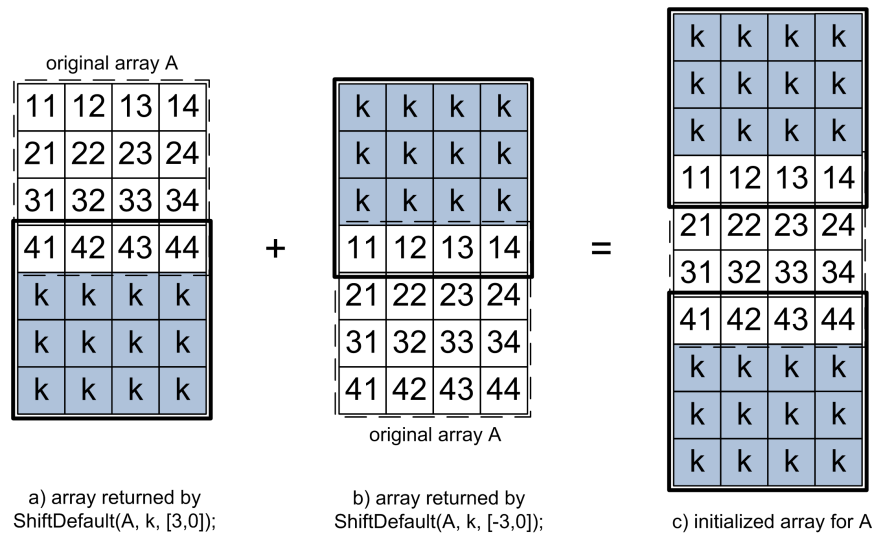 original array A
11 12 13 14
21 22 23 24
31 32 33 34
41 42 43 44
k k k k
k k k k
k k k k
a) array returned by
ShiftDefault(A, k, [3,0]);
+
k k k k
k k k k
k k k k
11 12 13 14
21 22 23 24
31 32 33 34
41 42 43 44
original array A
b) array returned by
ShiftDefault(A, k, [-3,0]);
=
k k k k
k k k k
k k k k
11 12 13 14
21 22 23 24
31 32 33 34
41 42 43 44
k k k k
k k k k
k k k k
c) initialized array for A